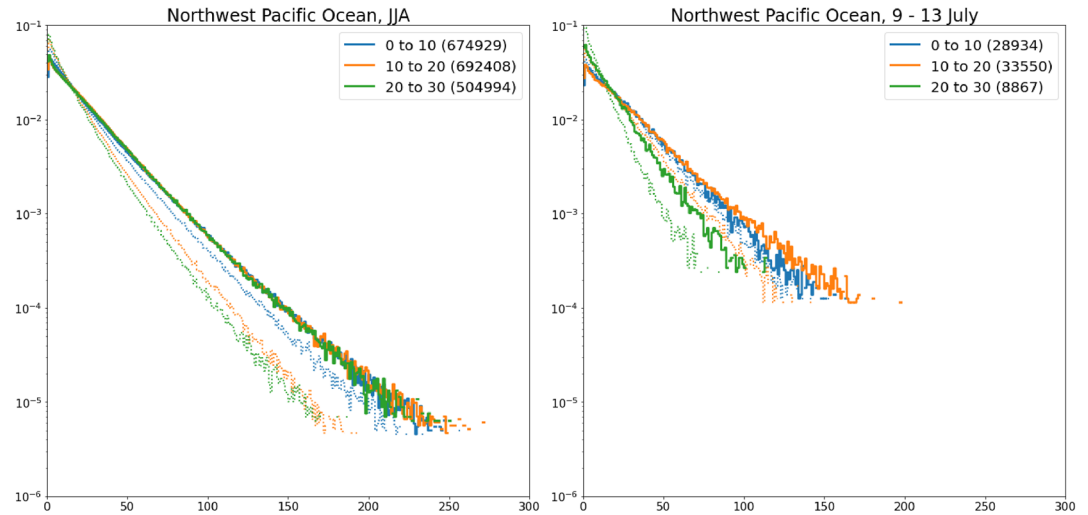 Northwest Pacific Ocean, JJA
10⁻¹
10⁻²
10⁻³
10⁻⁴
10⁻⁵
10⁻⁶
0 to 10 (674929)
10 to 20 (692408)
20 to 30 (504994)
0 50 100 150 200 250 300
Northwest Pacific Ocean, 9 - 13 July
10⁻¹
10⁻²
10⁻³
10⁻⁴
10⁻⁵
10⁻⁶
0 to 10 (28934)
10 to 20 (33550)
20 to 30 (8867)
0 50 100 150 200 250 300